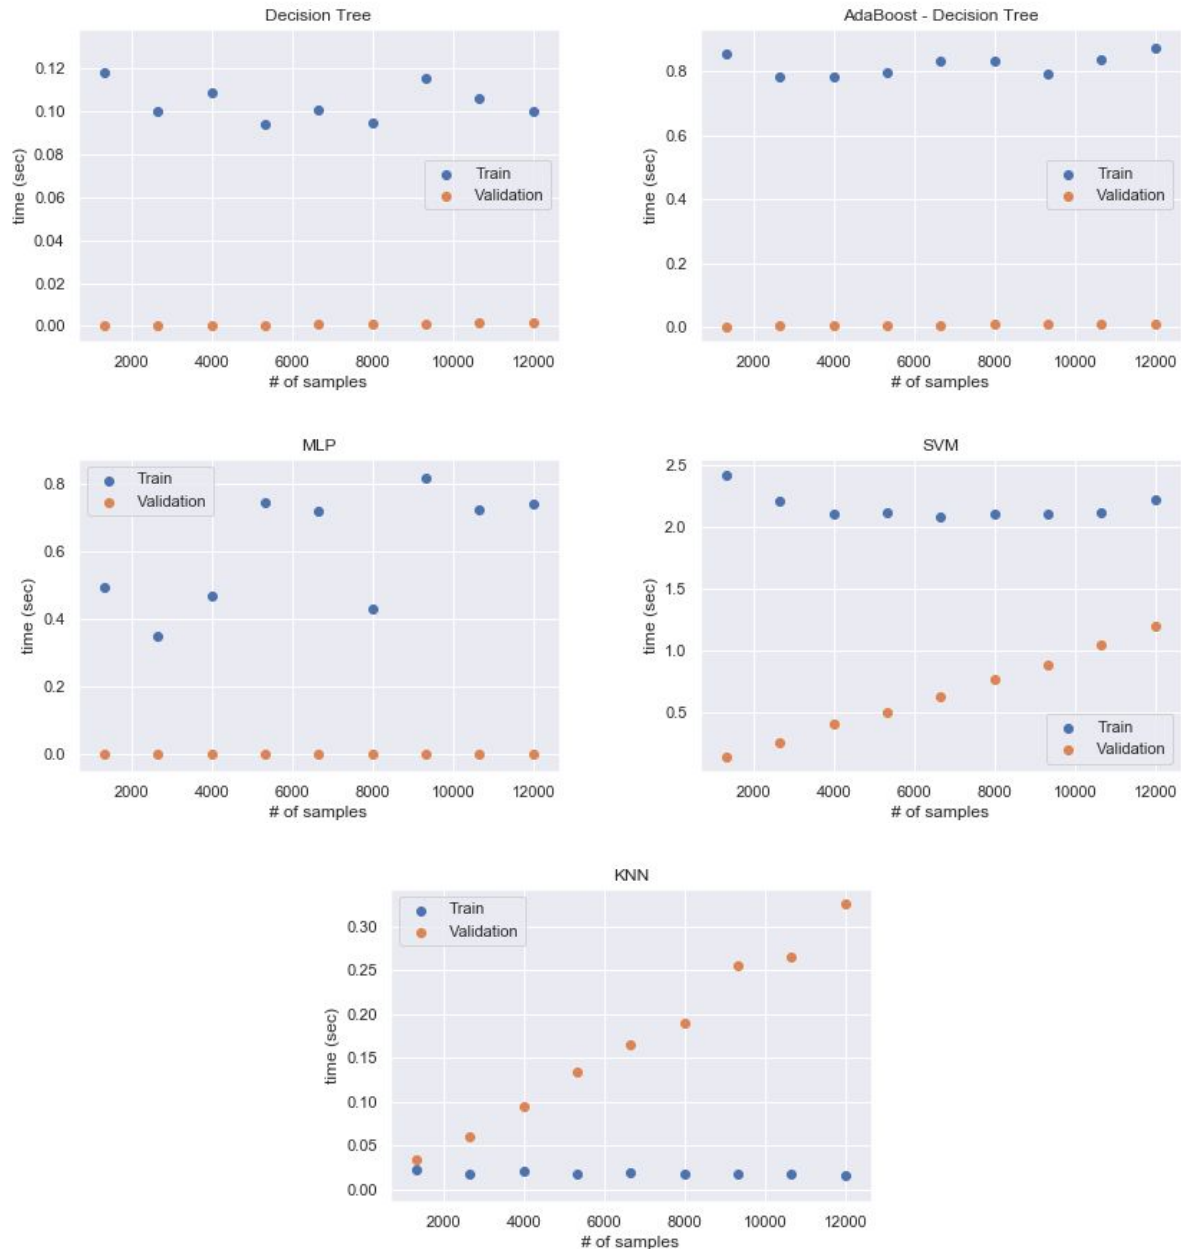 Decision Tree
0.12
0.10
0.08
0.06
0.04
0.02
0.00
time (sec)
Train
Validation
2000 4000 6000 8000 10000 12000
# of samples
AdaBoost - Decision Tree
0.8
0.6
0.4
0.2
0.0
time (sec)
Train
Validation
2000 4000 6000 8000 10000 12000
# of samples
MLP
0.8
0.6
0.4
0.2
0.0
time (sec)
Train
Validation
2000 4000 6000 8000 10000 12000
# of samples
SVM
2.5
2.0
1.5
1.0
0.5
time (sec)
Train
Validation
2000 4000 6000 8000 10000 12000
# of samples
KNN
0.30
0.25
0.20
0.15
0.10
0.05
0.00
time (sec)
Train
Validation
2000 4000 6000 8000 10000 12000
# of samples